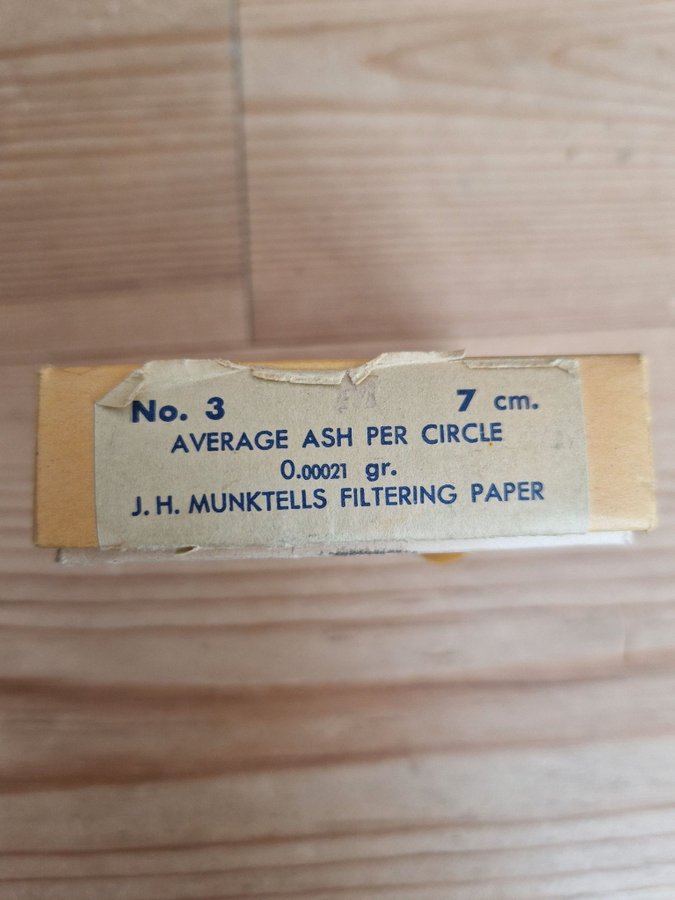 No. 3 7 cm.
AVERAGE ASH PER CIRCLE
0.00021 gr.
J. H. MUNKTELLS FILTERING PAPER